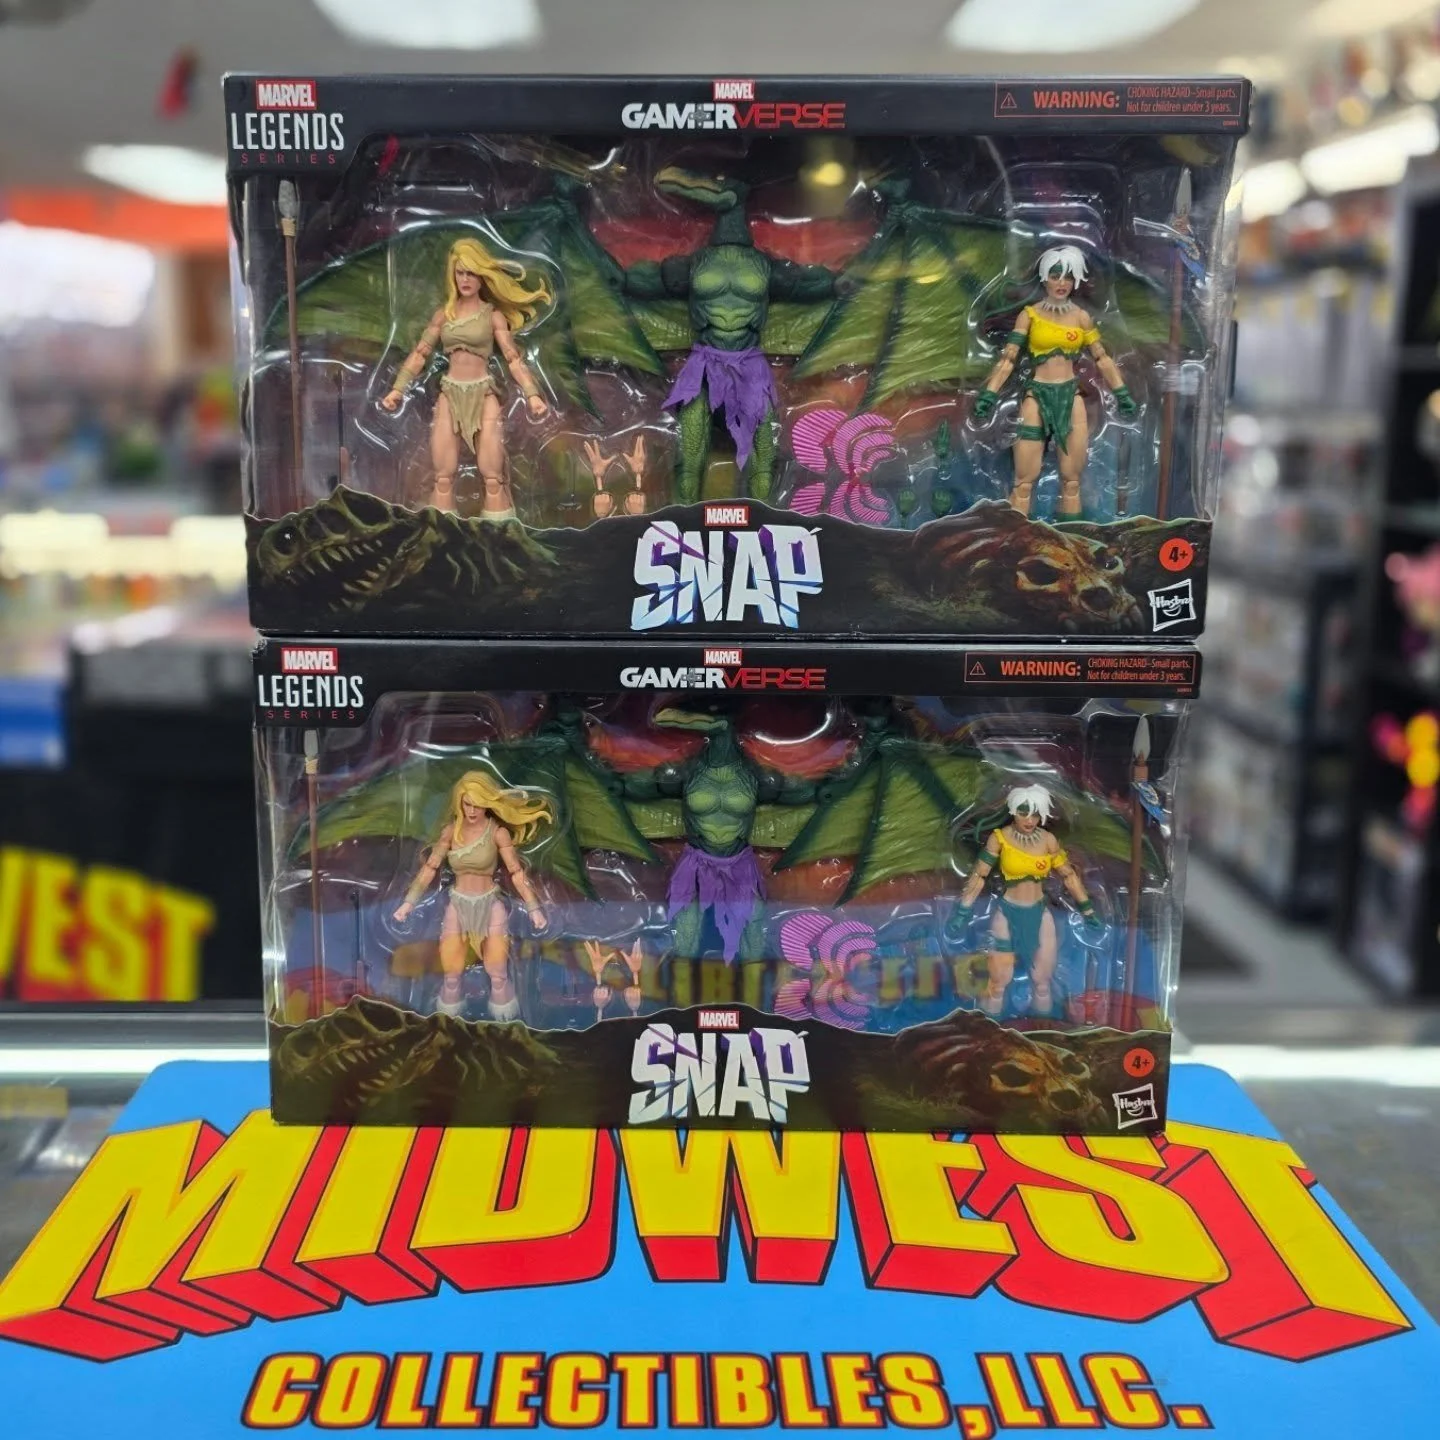 MARVEL
LEGENDS
SERIES
MARVEL
GAMERVERSE
WARNING:
CHOKING HAZARD–Small parts.
Not for children under 3 years.
MARVEL
SNAP
4+
Hasbro
MARVEL
LEGENDS
SERIES
MARVEL
GAMERVERSE
WARNING:
CHOKING HAZARD–Small parts.
Not for children under 3 years.
MARVEL
SNAP
4+
Hasbro
WEST
MIDWEST
COLLECTIBLES,LLC.